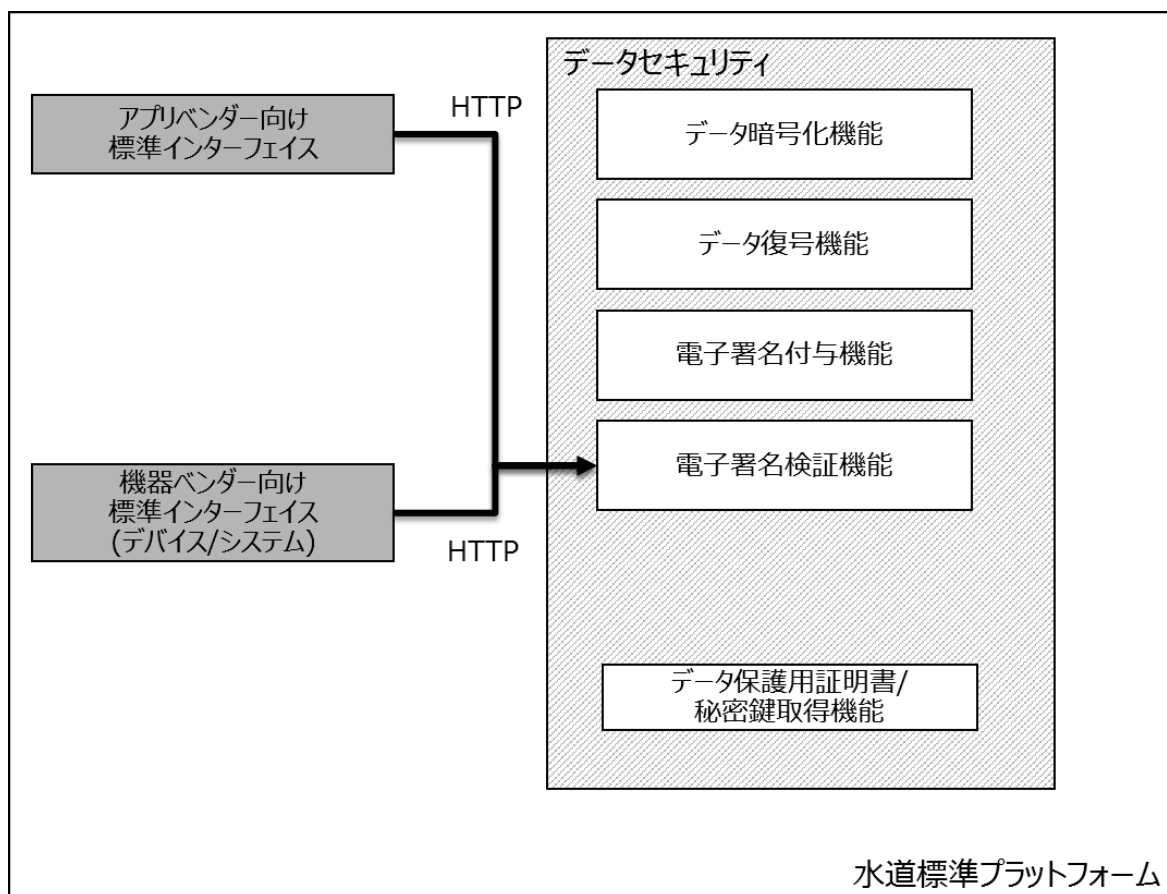 データセキュリティ
アプリベンダー向け
標準インターフェイス
HTTP
データ暗号化機能
データ復号機能
電子署名付与機能
電子署名検証機能
機器ベンダー向け
標準インターフェイス
(デバイス/システム)
HTTP
データ保護用証明書/
秘密鍵取得機能
水道標準プラットフォーム